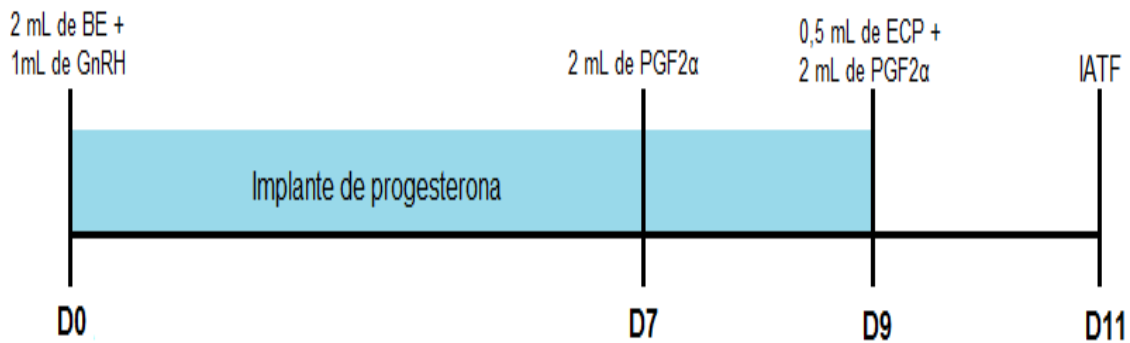 2 mL de BE +
1mL de GnRH
2 mL de PGF2α
0,5 mL de ECP +
2 mL de PGF2α
IATF
Implante de progesterona
D0
D7
D9
D11